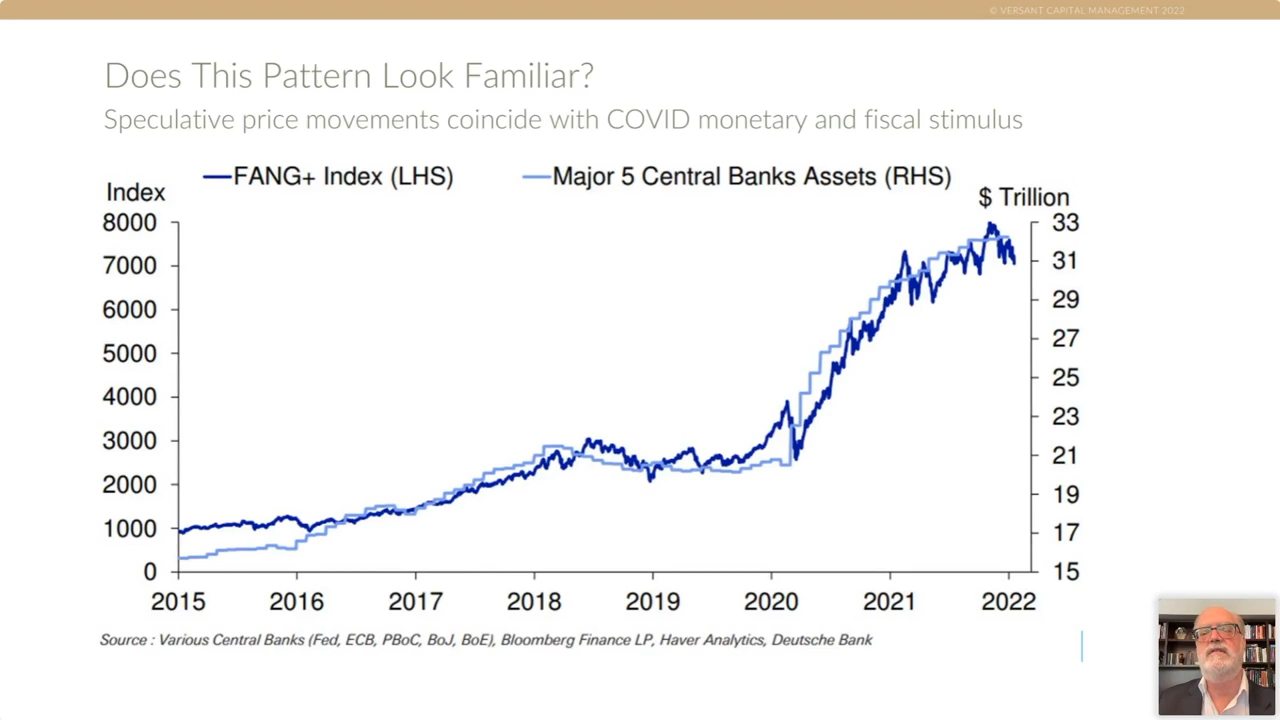 © VERSANT CAPITAL MANAGEMENT 2022
Does This Pattern Look Familiar?
Speculative price movements coincide with COVID monetary and fiscal stimulus
FANG+ Index (LHS) Major 5 Central Banks Assets (RHS)
Index $ Trillion
8000 33
7000 31
6000 29
5000 27
4000 25
3000 23
2000 21
1000 19
0 17
15
2015 2016 2017 2018 2019 2020 2021 2022
Source : Various Central Banks (Fed, ECB, PBoC, BoJ, BoE), Bloomberg Finance LP, Haver Analytics, Deutsche Bank